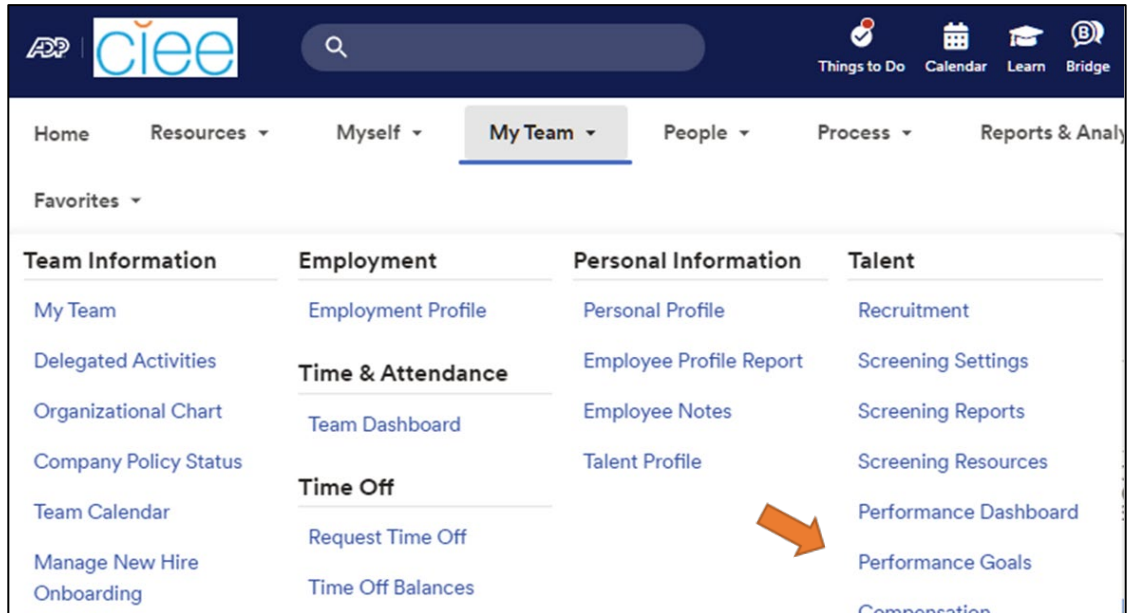 ADP ciee
Things to Do Calendar Learn Bridge
Home Resources Myself My Team People Process Reports & Analy
Favorites
Team Information
My Team
Delegated Activities
Organizational Chart
Company Policy Status
Team Calendar
Manage New Hire
Onboarding
Employment
Employment Profile
Time & Attendance
Team Dashboard
Time Off
Request Time Off
Time Off Balances
Personal Information
Personal Profile
Employee Profile Report
Employee Notes
Talent Profile
Talent
Recruitment
Screening Settings
Screening Reports
Screening Resources
Performance Dashboard
Performance Goals
Compensation